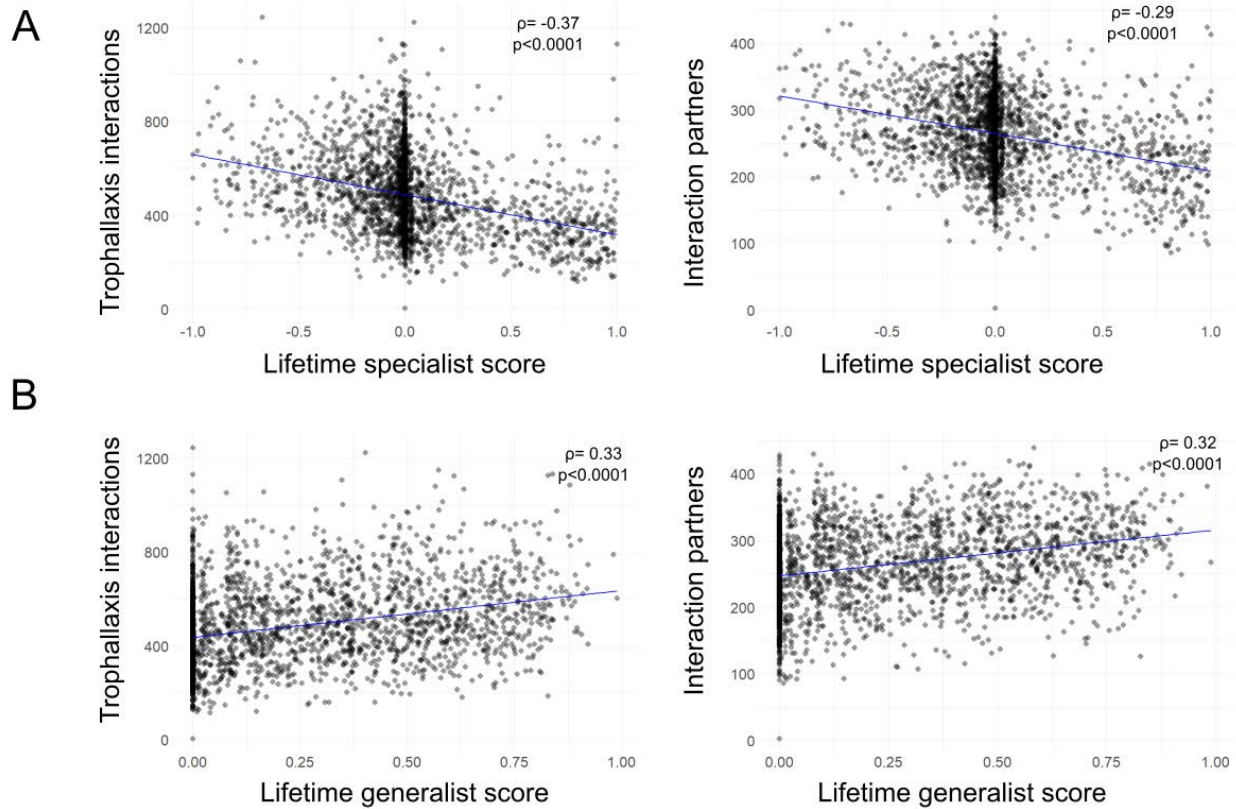 A
Trophallaxis interactions
1200
800
400
0
-1.0
-0.5
0.0
0.5
1.0
Lifetime specialist score
ρ= -0.37
p<0.0001
Interaction partners
400
300
200
100
0
-1.0
-0.5
0.0
0.5
1.0
Lifetime specialist score
ρ= -0.29
p<0.0001
B
Trophallaxis interactions
1200
800
400
0
0.00
0.25
0.50
0.75
1.00
Lifetime generalist score
ρ= 0.33
p<0.0001
Interaction partners
400
300
200
100
0
0.00
0.25
0.50
0.75
1.00
Lifetime generalist score
ρ= 0.32
p<0.0001